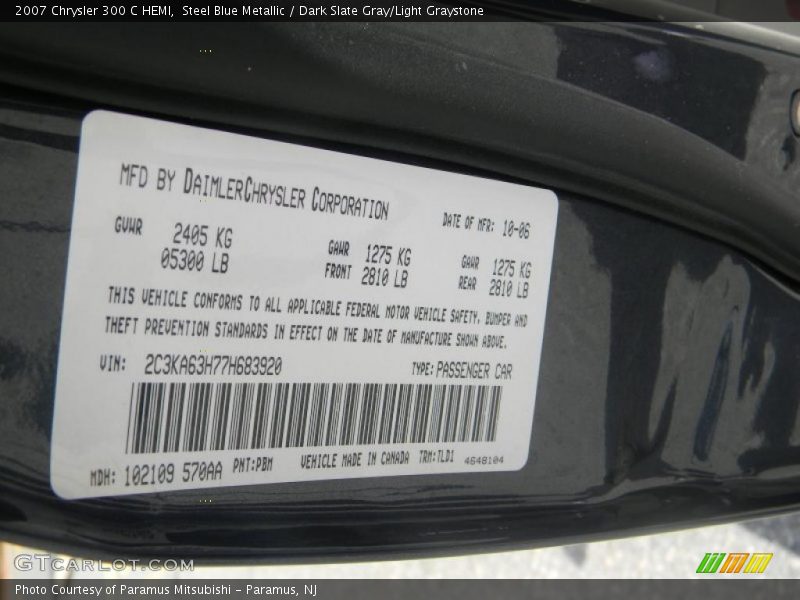 2007 Chrysler 300 C HEMI,  Steel Blue Metallic / Dark Slate Gray/Light Graystone
MFD BY DAIMLERCHRYSLER CORPORATION
DATE OF MFR: 10-06
GVWR 2405 KG
05300 LB
GAWR FRONT 1275 KG
2810 LB
GAWR REAR 1275 KG
2810 LB
THIS VEHICLE CONFORMS TO ALL APPLICABLE FEDERAL MOTOR VEHICLE SAFETY, BUMPER AND
THEFT PREVENTION STANDARDS IN EFFECT ON THE DATE OF MANUFACTURE SHOWN ABOVE.
VIN: 2C3KA63H77H683920 TYPE: PASSENGER CAR
MDH: 102109 570AA PNT:PBM VEHICLE MADE IN CANADA TRM:TLD1 4648104
GTCARLOT.COM
Photo Courtesy of Paramus Mitsubishi - Paramus, NJ